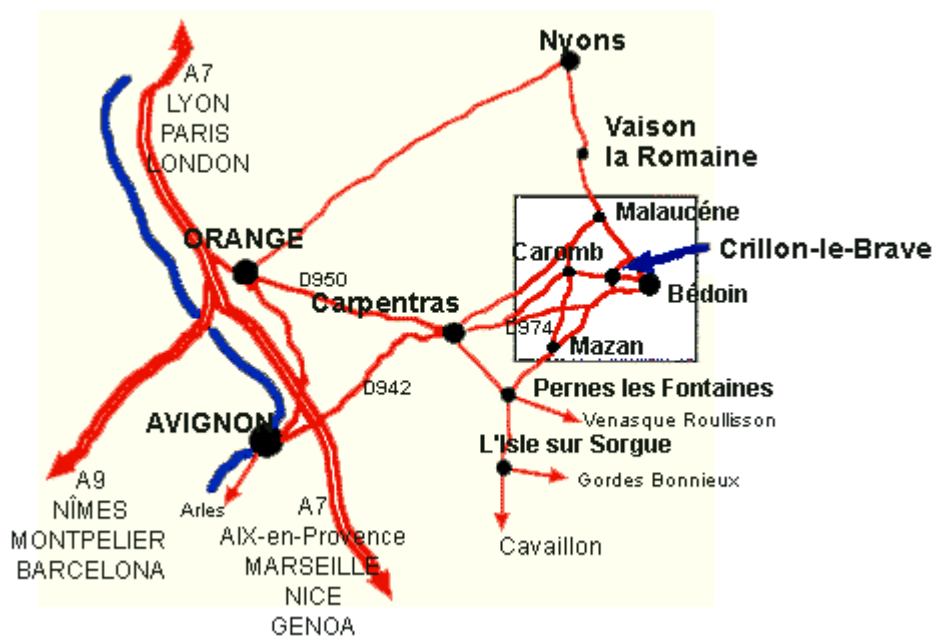 Nyons
A7
LYON
PARIS
LONDON
Vaison
la Romaine
Malaucéne
ORANGE
Caromb
Crillon-le-Brave
D950
Carpentras
Bédoin
D974
Mazan
D942
Pernes les Fontaines
AVIGNON
Venasque Roullisson
L'Isle sur Sorgue
A9
NÎMES
MONTPELIER
BARCELONA
Arles
A7
AIX-en-Provence
MARSEILLE
NICE
GENOA
Gordes Bonnieux
Cavaillon